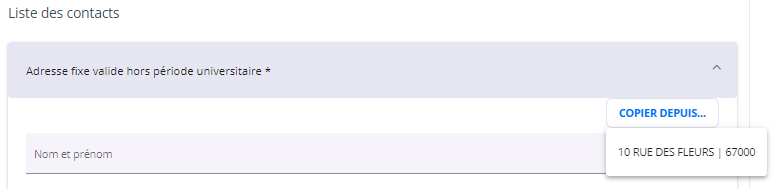 Liste des contacts
Adresse fixe valide hors période universitaire *
COPIER DEPUIS...
Nom et prénom
10 RUE DES FLEURS | 67000